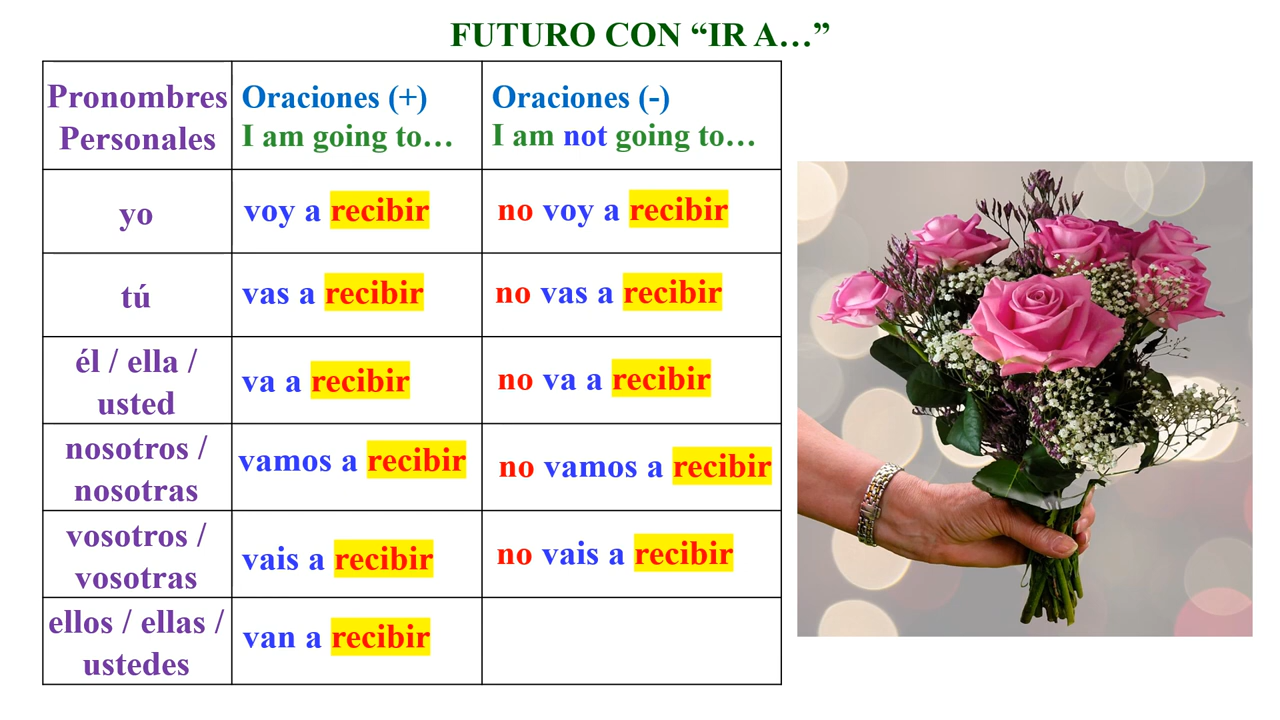 FUTURO CON “IR A…”
Pronombres Personales
Oraciones (+)
I am going to…
Oraciones (-)
I am not going to…
yo
voy a recibir
no voy a recibir
tú
vas a recibir
no vas a recibir
él / ella /
usted
va a recibir
no va a recibir
nosotros /
nosotras
vamos a recibir
no vamos a recibir
vosotros /
vosotras
vais a recibir
no vais a recibir
ellos / ellas /
ustedes
van a recibir